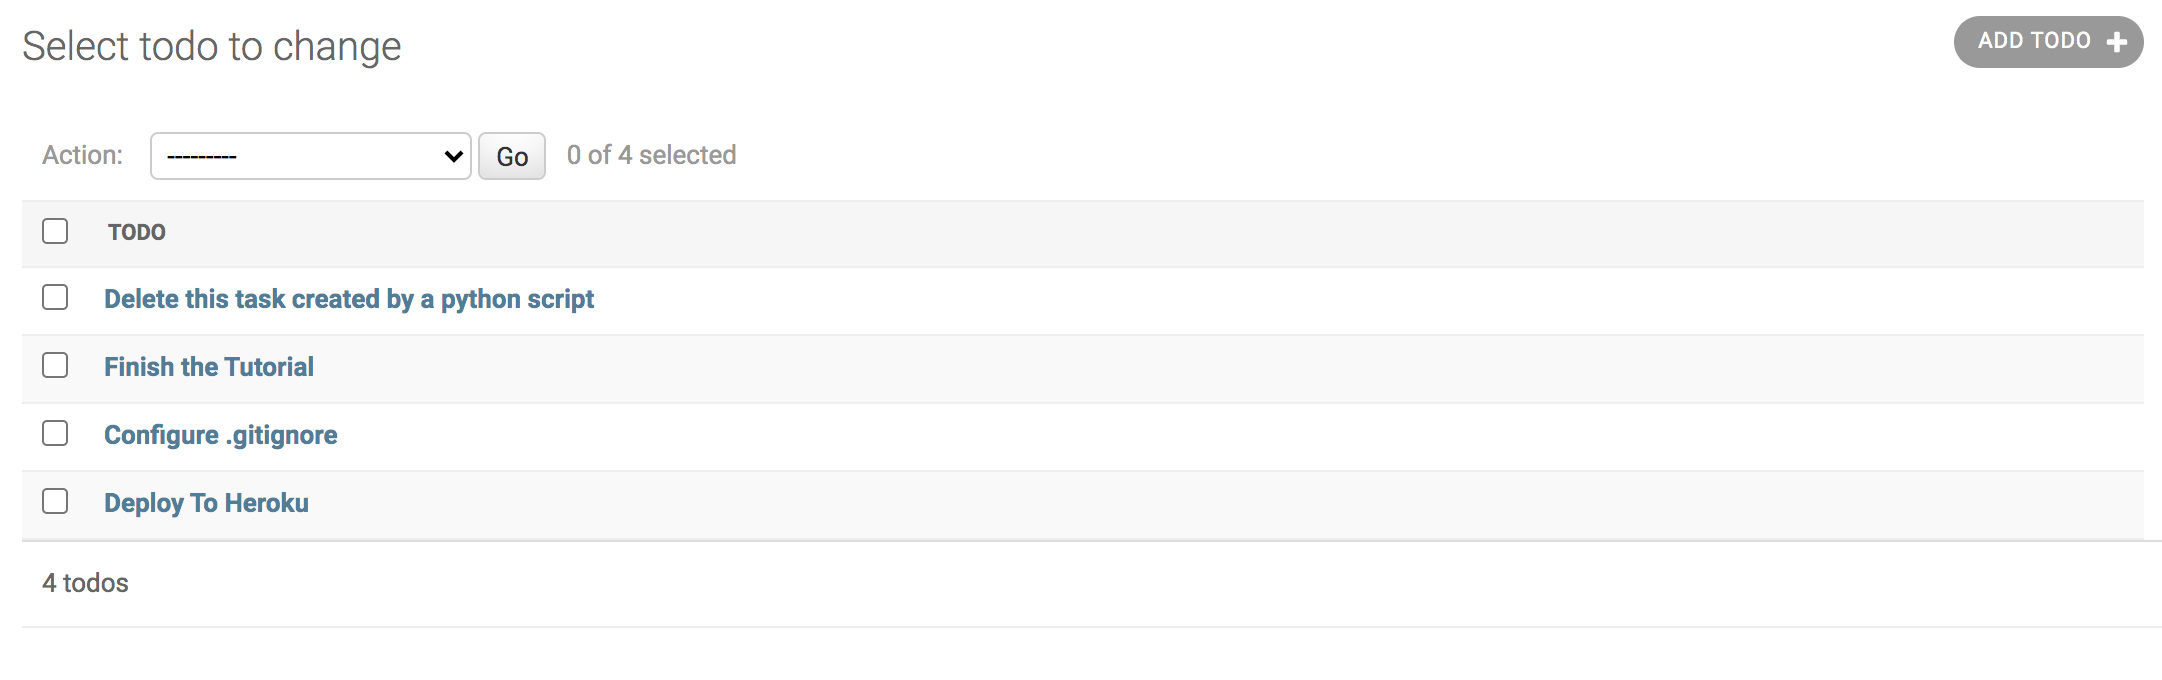 Select todo to change
ADD TODO +
Action: --------- Go 0 of 4 selected
TODO
Delete this task created by a python script
Finish the Tutorial
Configure .gitignore
Deploy To Heroku
4 todos